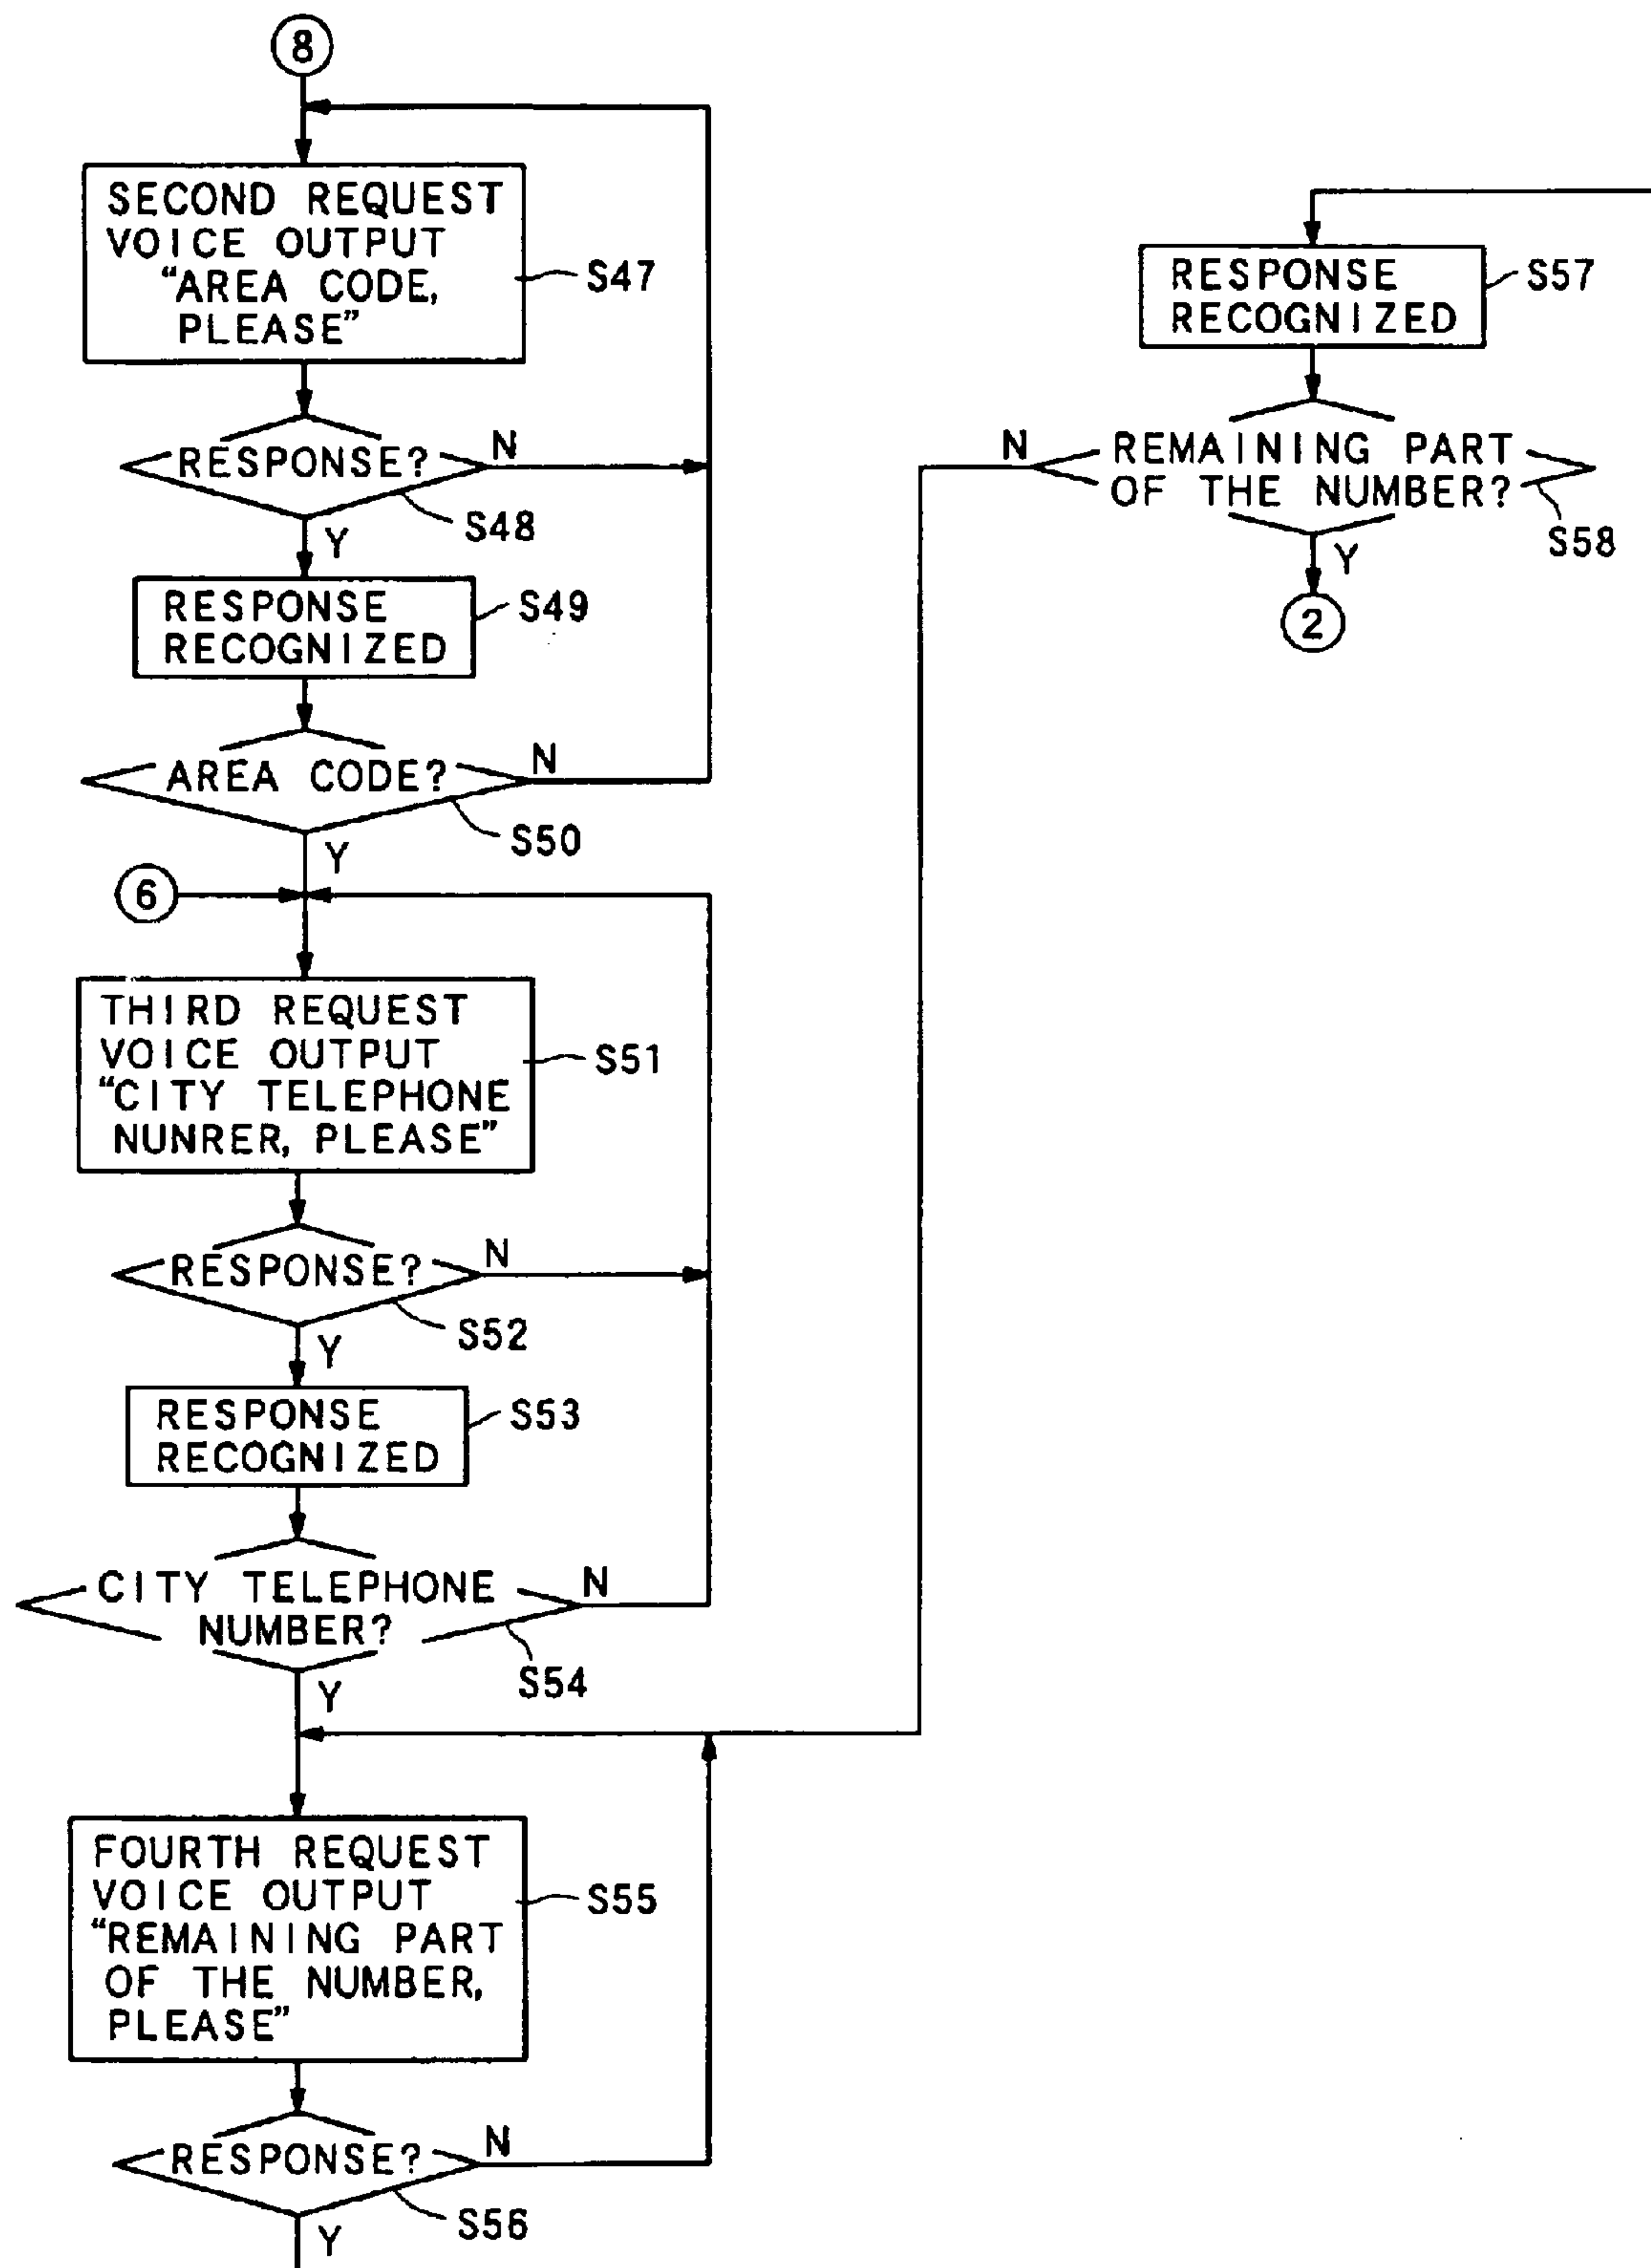 8
SECOND REQUEST
VOICE OUTPUT
“AREA CODE,
PLEASE”
S47
RESPONSE?
N
S48
Y
RESPONSE
RECOGNIZED
S49
AREA CODE?
N
S50
Y
6
THIRD REQUEST
VOICE OUTPUT
“CITY TELEPHONE
NUNRER, PLEASE”
S51
RESPONSE?
N
S52
Y
RESPONSE
RECOGNIZED
S53
CITY TELEPHONE
NUMBER?
N
S54
Y
FOURTH REQUEST
VOICE OUTPUT
“REMAINING PART
OF THE NUMBER,
PLEASE”
S55
RESPONSE?
N
S56
Y
RESPONSE
RECOGNIZED
S57
REMAINING PART
OF THE NUMBER?
N
S58
Y
2